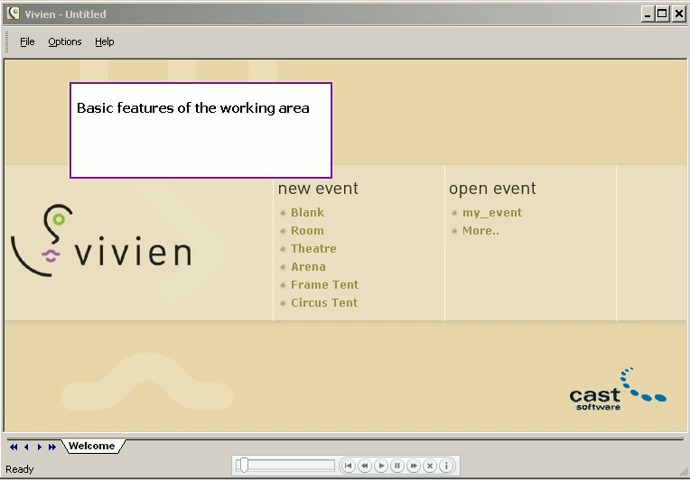 Vivien - Untitled
File Options Help
Basic features of the working area
new event
Blank
Room
Theatre
Arena
Frame Tent
Circus Tent
open event
my_event
More..
vivien
cast
software
Welcome
Ready